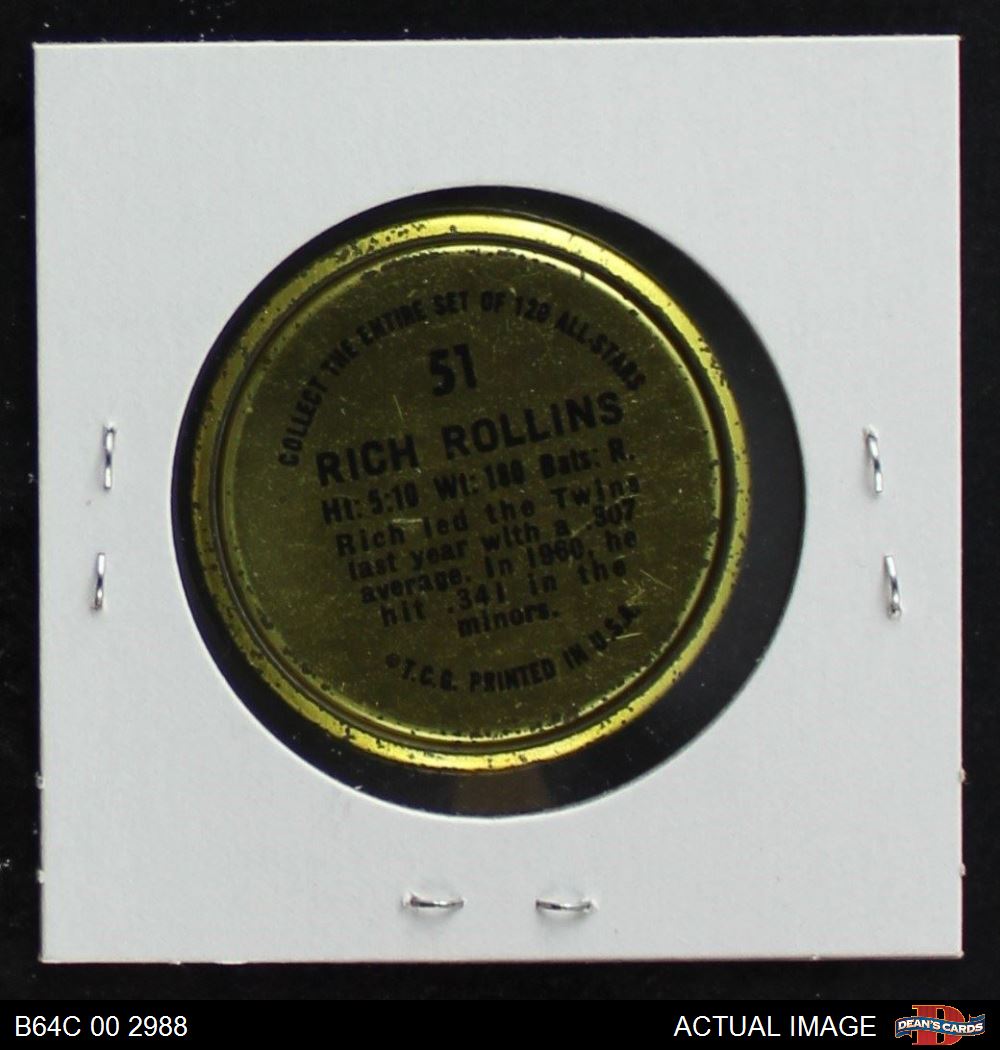 COLLECT THE ENTIRE SET OF 120 ALL-STARS
51
RICH ROLLINS
Ht: 5:10 Wt: 180 Bats: R.
Rich led the Twins
last year with a .307
average. In 1960, he
hit .341 in the
minors.
©T.C.G. PRINTED IN U.S.A.
B64C 00 2988
ACTUAL IMAGE
D
DEAN'S CARDS